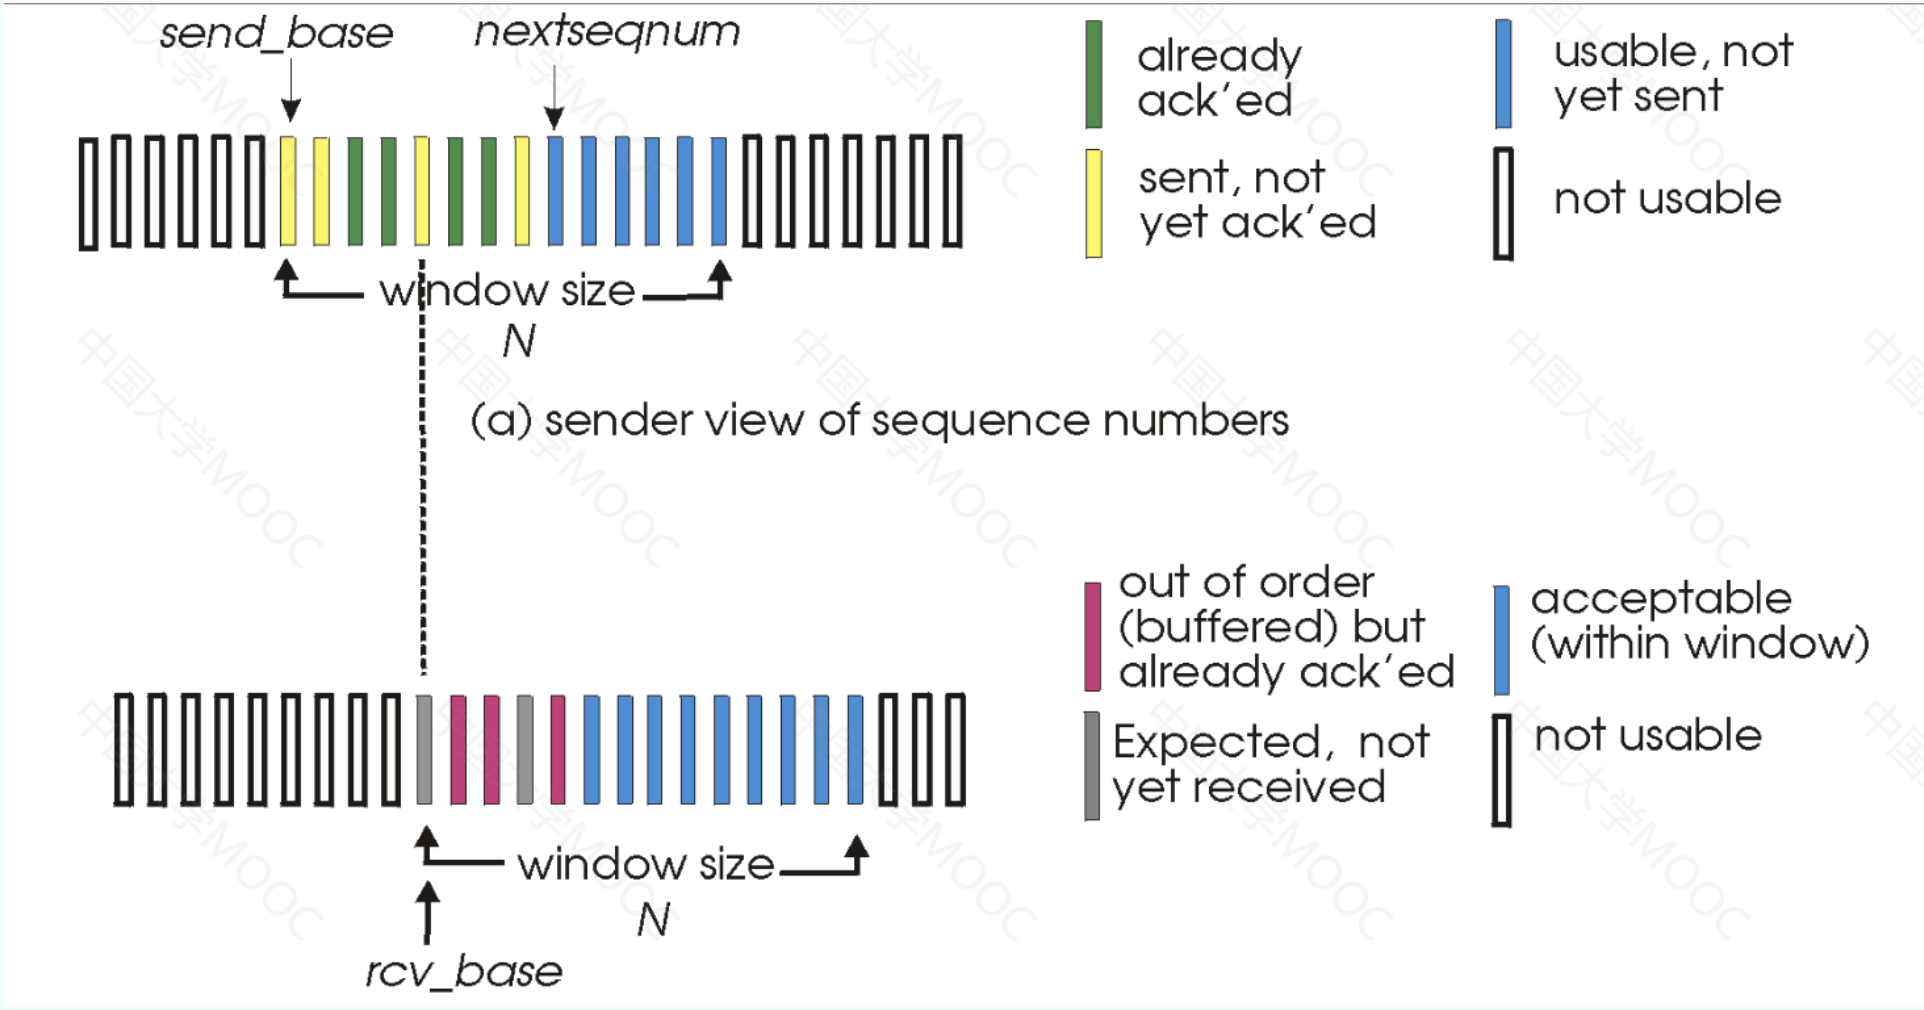 send_base
nextseqnum
window size
N
(a) sender view of sequence numbers
already
ack'ed
sent, not
yet ack'ed
usable, not
yet sent
not usable
window size
N
rcv_base
out of order
(buffered) but
already ack'ed
Expected, not
yet received
acceptable
(within window)
not usable
中国大学MOOC